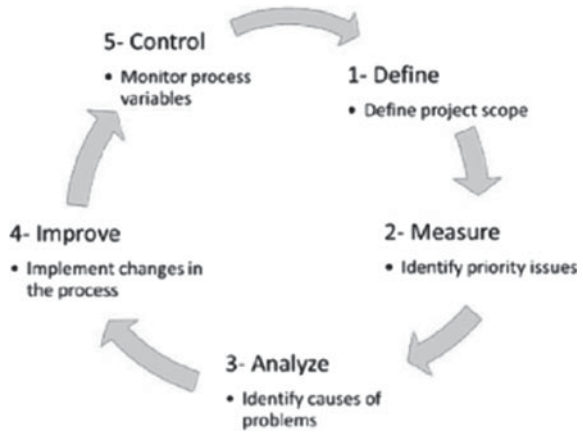 5- Control
• Monitor process
variables
1- Define
• Define project scope
2- Measure
• Identify priority issues
3- Analyze
• Identify causes of
problems
4- Improve
• Implement changes in
the process